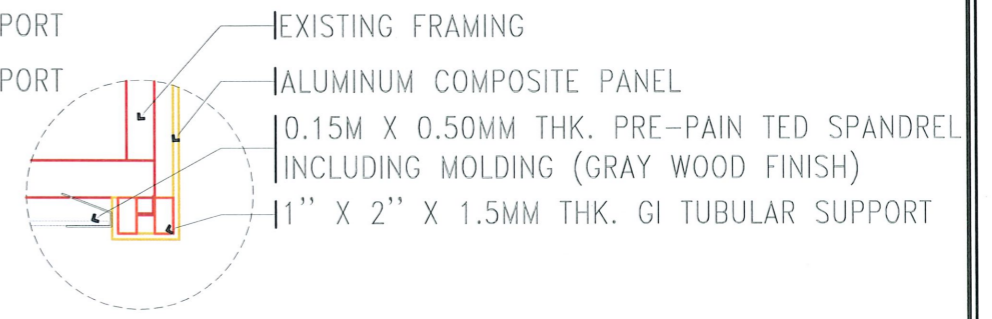 PORT
EXISTING FRAMING
PORT
ALUMINUM COMPOSITE PANEL
0.15M X 0.50MM THK. PRE-PAIN TED SPANDREL
INCLUDING MOLDING (GRAY WOOD FINISH)
1'' X 2'' X 1.5MM THK. GI TUBULAR SUPPORT